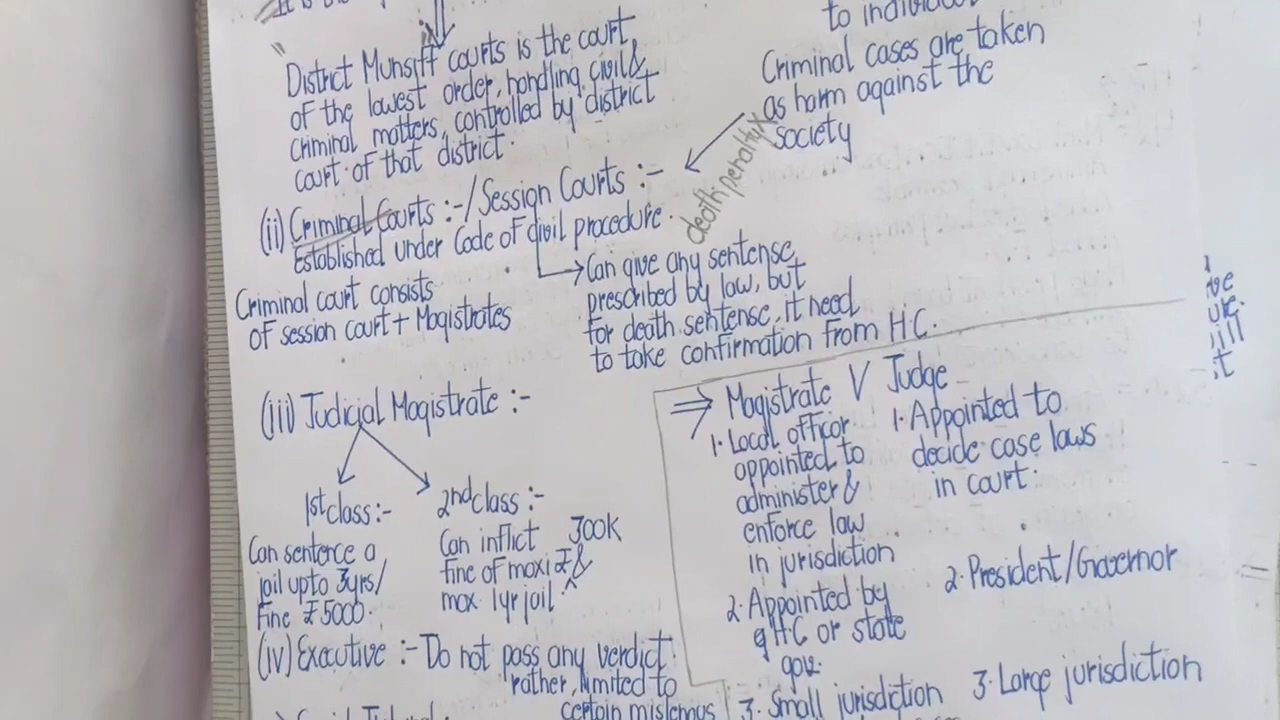 It is the
District Munsiff courts is the court
of the lowest order, handling civil &
criminal matters, controlled by district
court of that district.
to individual
Criminal cases are taken
as harm against the
society
death penalty X
(ii) Criminal Courts :-/Session Courts :-
Established under Code of civil procedure
Criminal court consists
of session court + Magistrates
Can give any sentense
prescribed by law, but
for death sentense, it need
to take confirmation from HC.
(iii) Judicial Magistrate :-
1st class :-
Can sentence a
jail upto 3yrs/
Fine ₹5000.
2nd class :-
Can inflict 300K
fine of maxi ₹ &
max 1yr jail.
(iv) Executive :- Do not pass any verdict
rather, limited to
certain
⇒ Magistrate V Judge
1. Local officer
appointed to
administer &
enforce law
in jurisdiction
2. Appointed by
HC or state
gov.
3. Small jurisdiction
1. Appointed to
decide case laws
in court.
2. President/Governor
3. Large jurisdiction